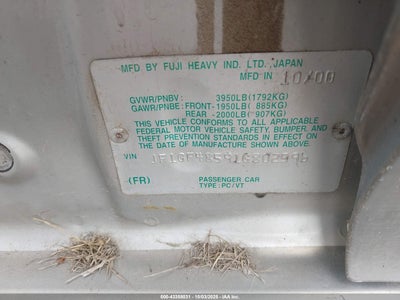 MFD. BY FUJI HEAVY IND. LTD., JAPAN
MFD IN 10/00
GVWR/PNBV : 3950LB(1792KG)
GAWR/PNBE: FRONT-1950LB( 885KG)
REAR -2000LB( 907KG)
THIS VEHICLE CONFORMS TO ALL APPLICABLE
FEDERAL MOTOR VEHICLE SAFETY, BUMPER, AND
THEFT PREVENTION STANDARDS IN EFFECT ON THE
DATE OF MANUFACTURE SHOWN ABOVE.
VIN
(FR) PASSENGER CAR
TYPE: PC/VT